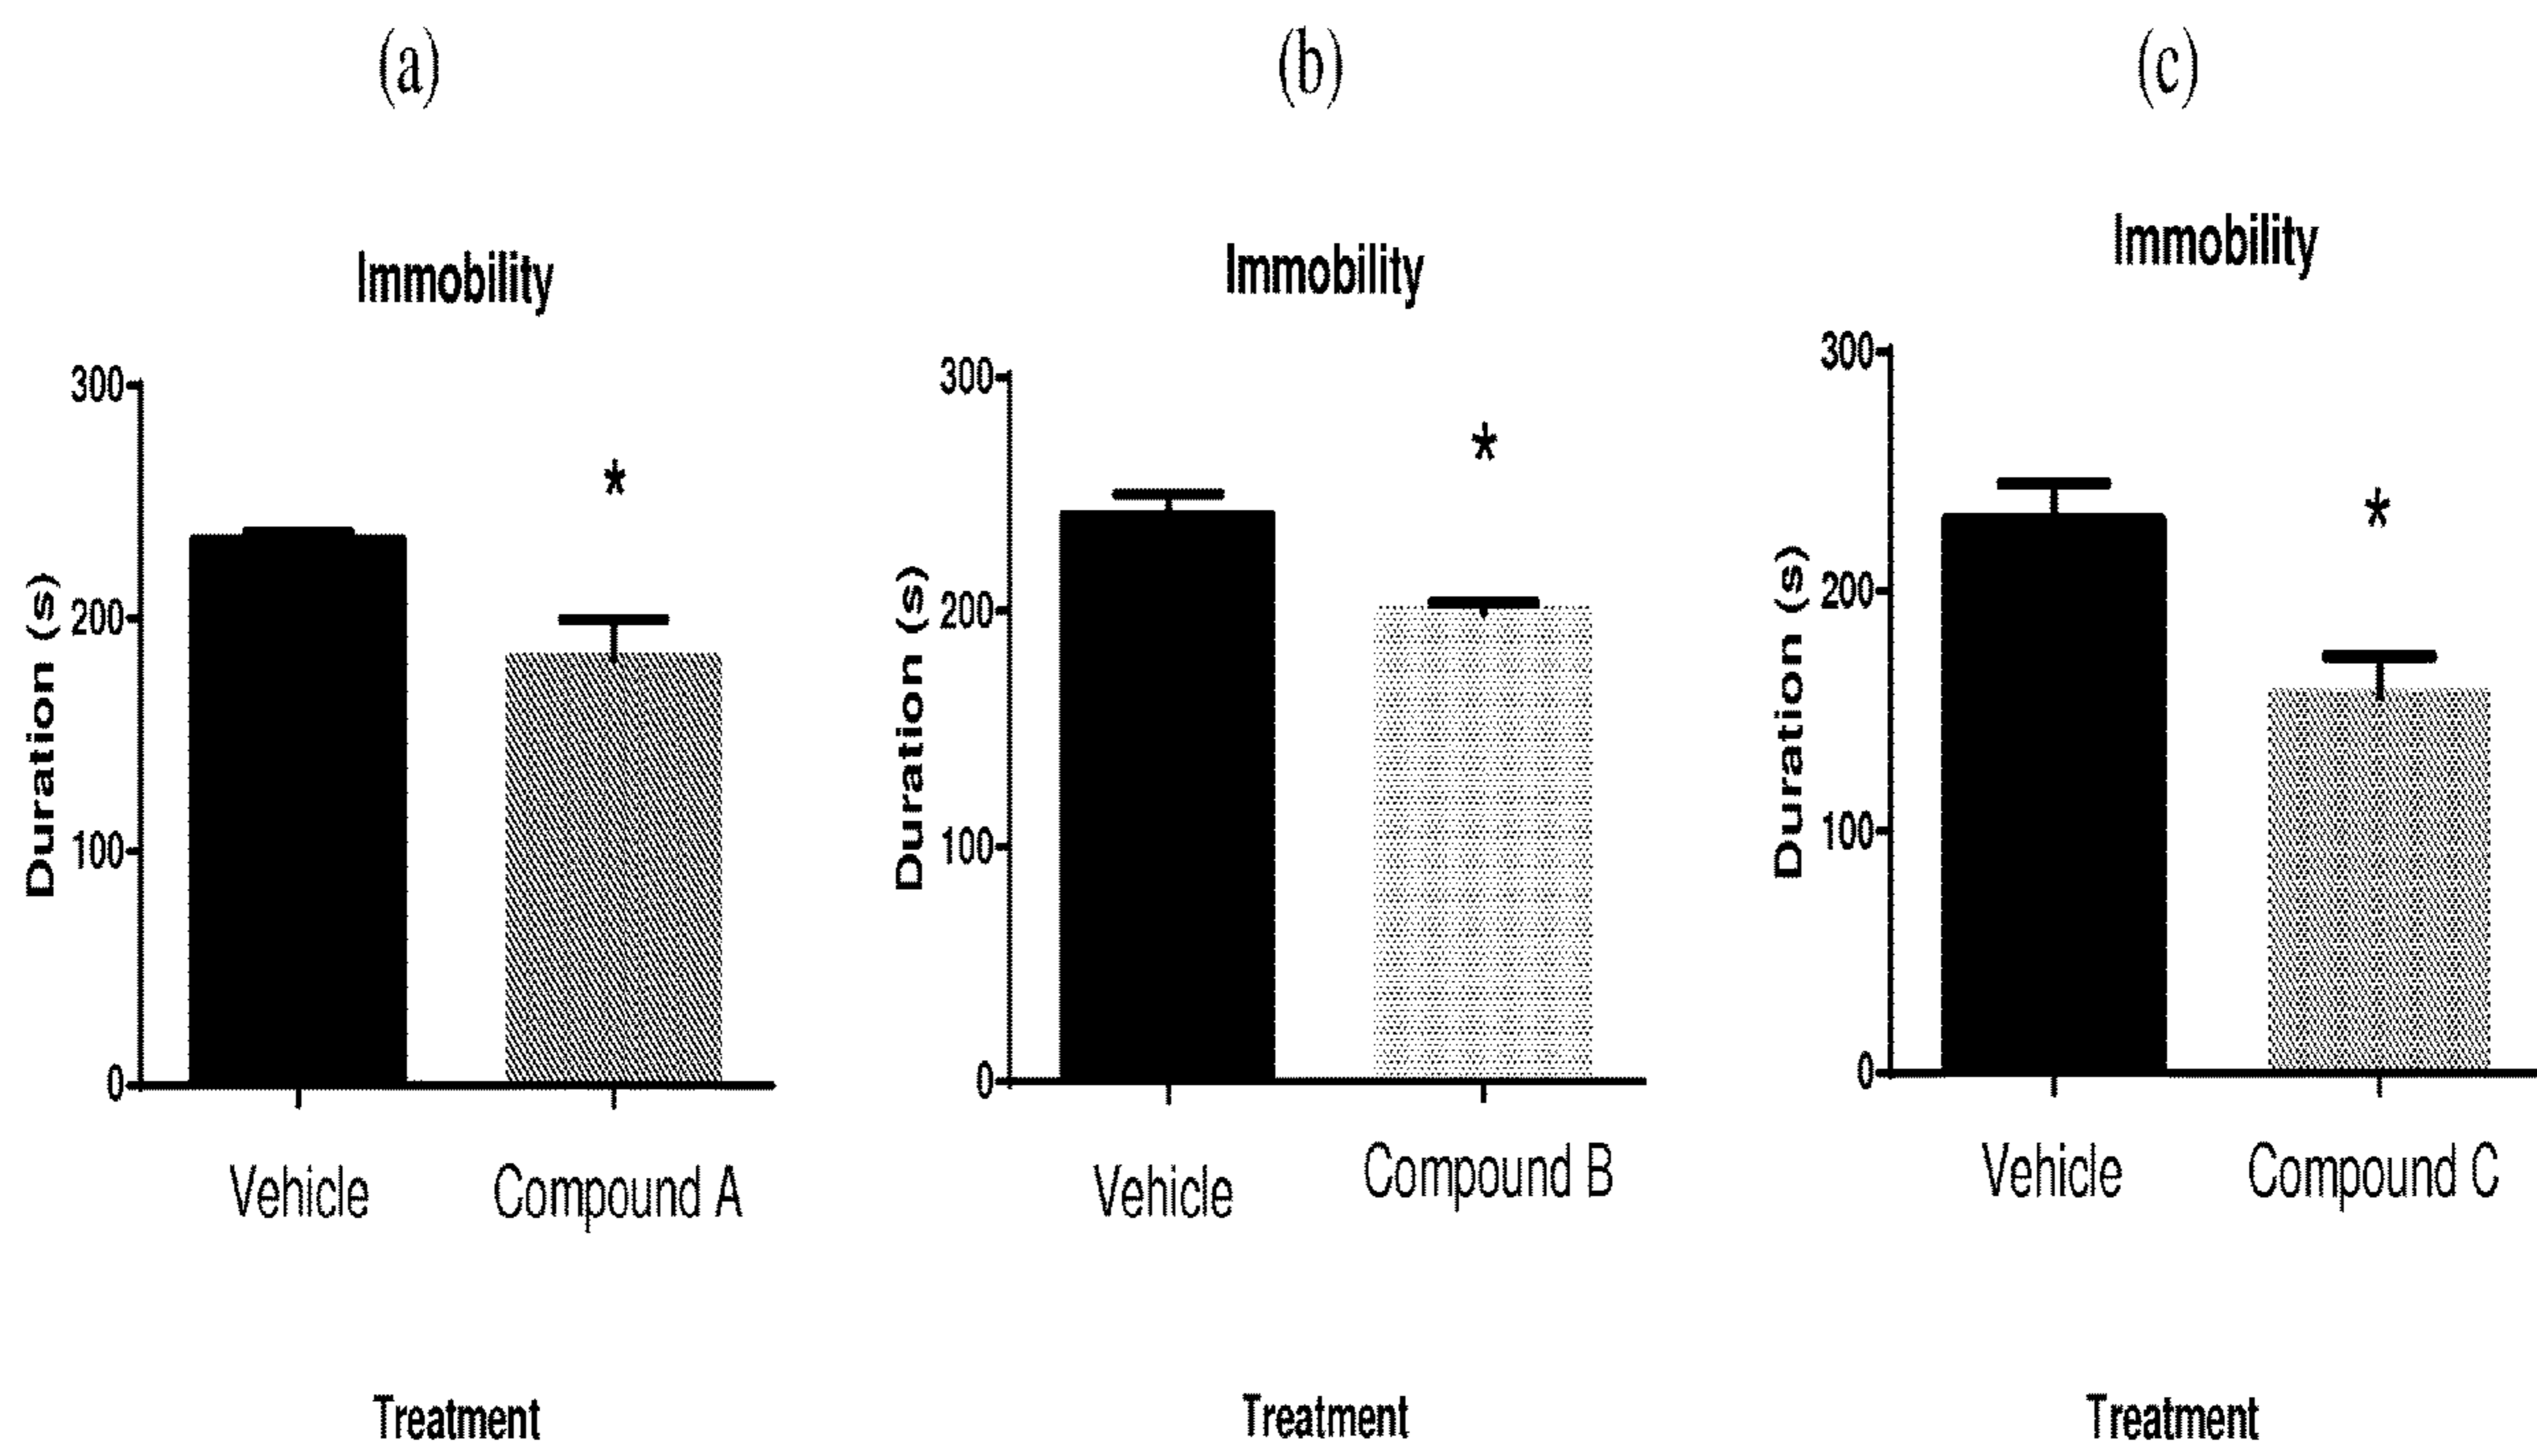 (a)
Immobility
300
200
100
0
Duration (s)
*
Vehicle
Compound A
Treatment
(b)
Immobility
300
200
100
0
Duration (s)
*
Vehicle
Compound B
Treatment
(c)
Immobility
300
200
100
0
Duration (s)
*
Vehicle
Compound C
Treatment